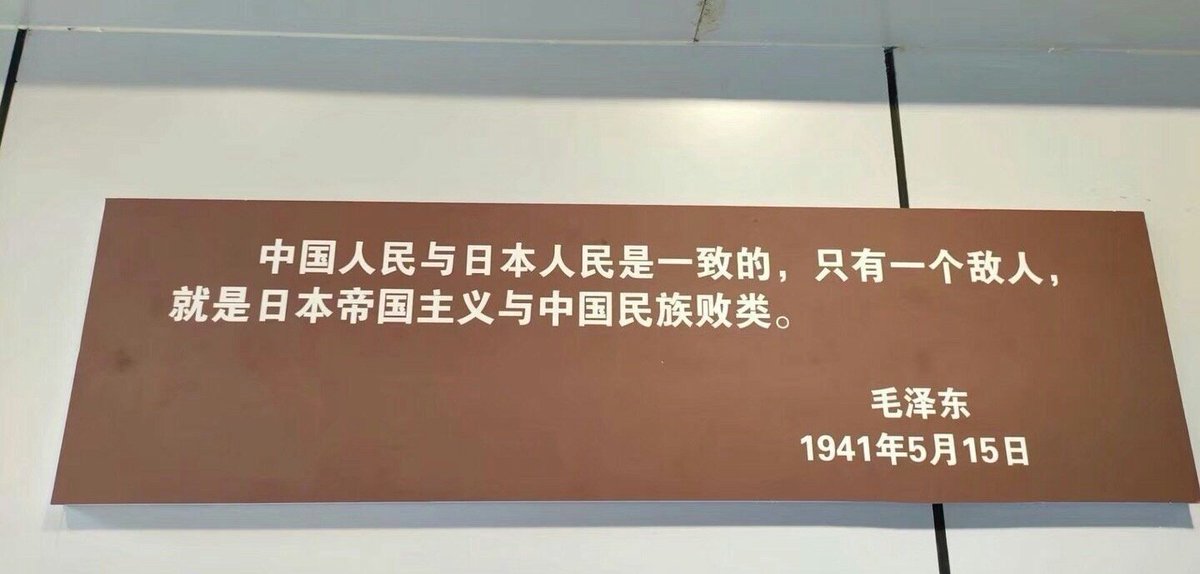 中国人民与日本人民是一致的，只有一个敌人，
就是日本帝国主义与中国民族败类。
毛泽东
1941年5月15日